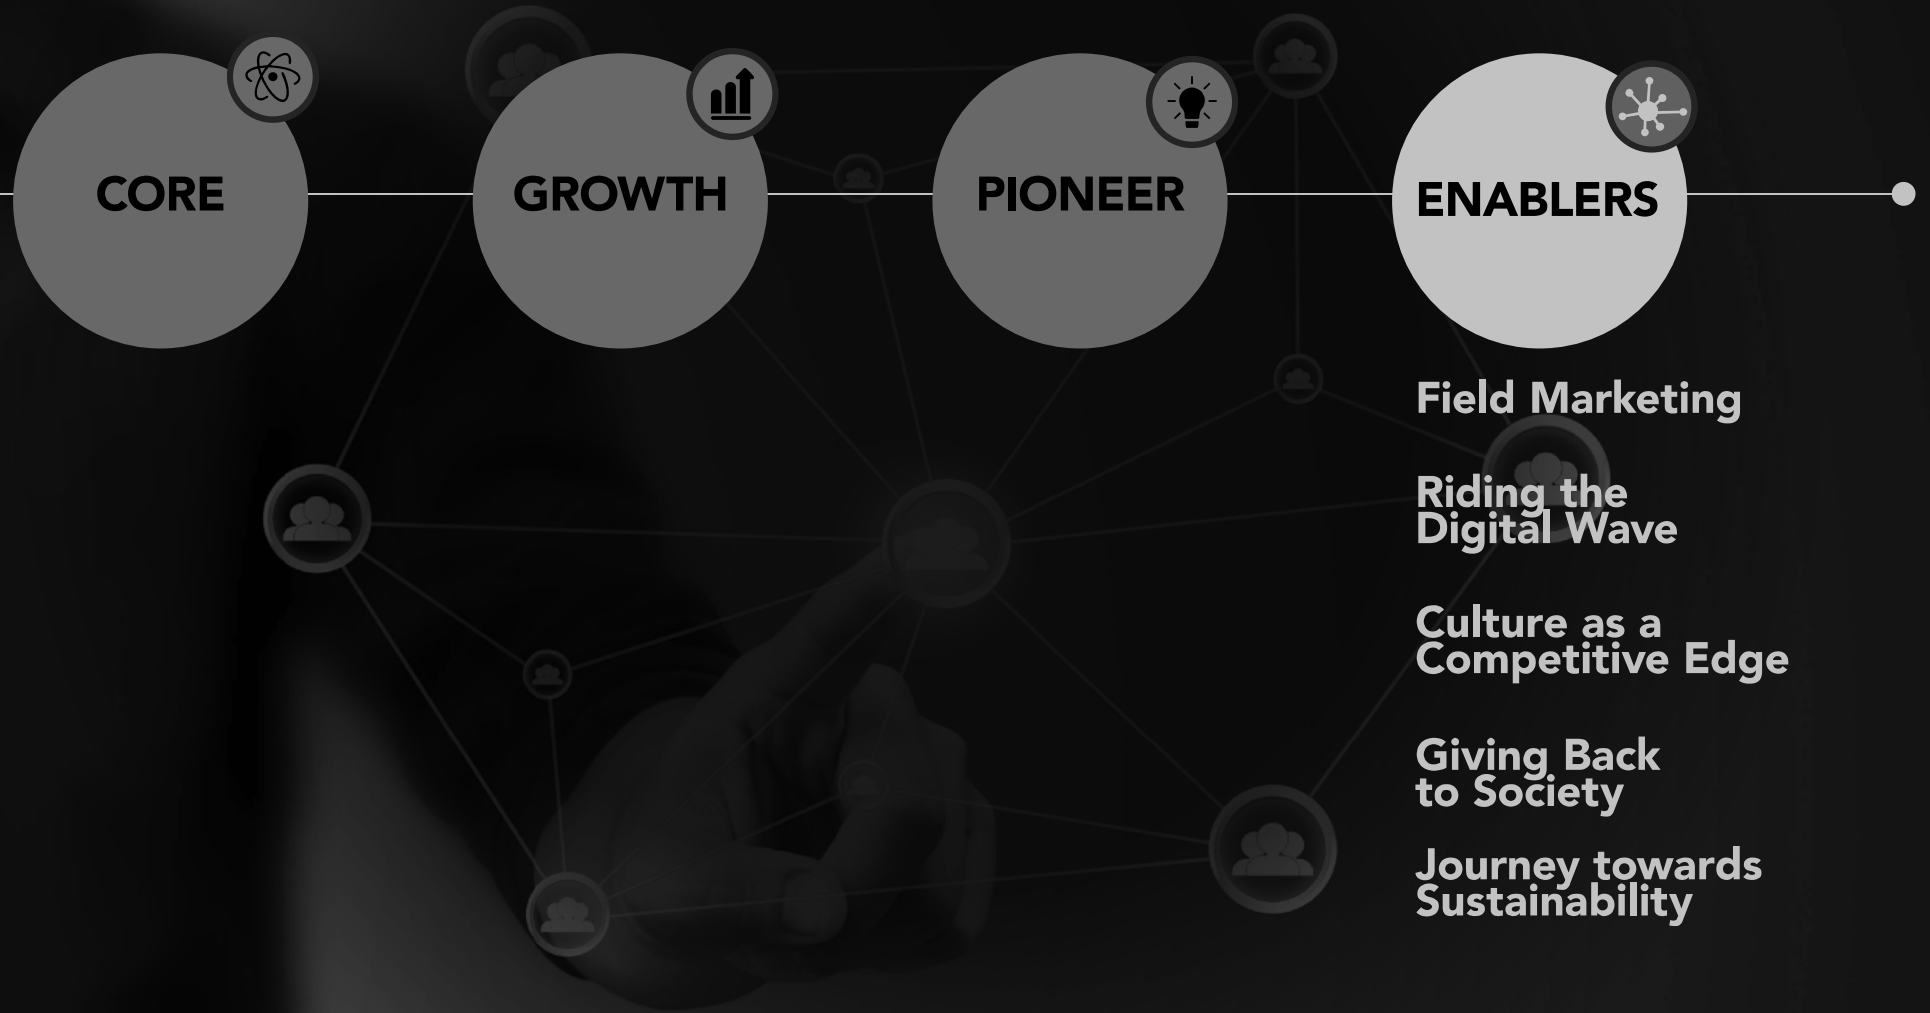 CORE
GROWTH
PIONEER
ENABLERS
Field Marketing
Riding the
Digital Wave
Culture as a
Competitive Edge
Giving Back
to Society
Journey towards
Sustainability